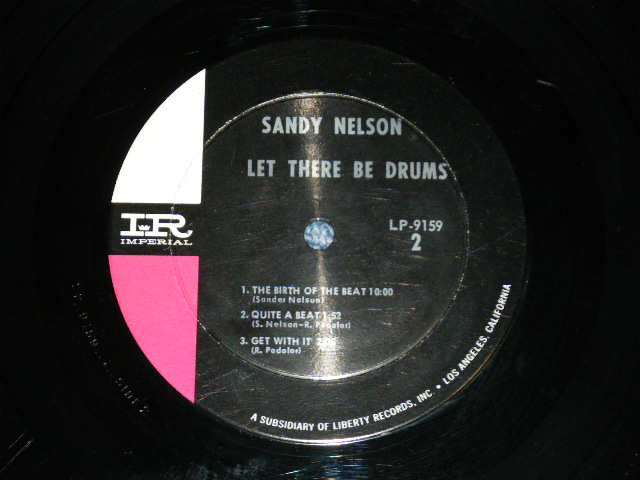 SANDY NELSON
LET THERE BE DRUMS
IR
IMPERIAL
LP-9159
2
1. THE BIRTH OF THE BEAT 10:00
(Sander Nelson)
2. QUITE A BEAT 1:52
(S. Nelson-R. Podolor)
3. GET WITH IT
(R. Podolor)
A SUBSIDIARY OF LIBERTY RECORDS, INC. • LOS ANGELES, CALIFORNIA